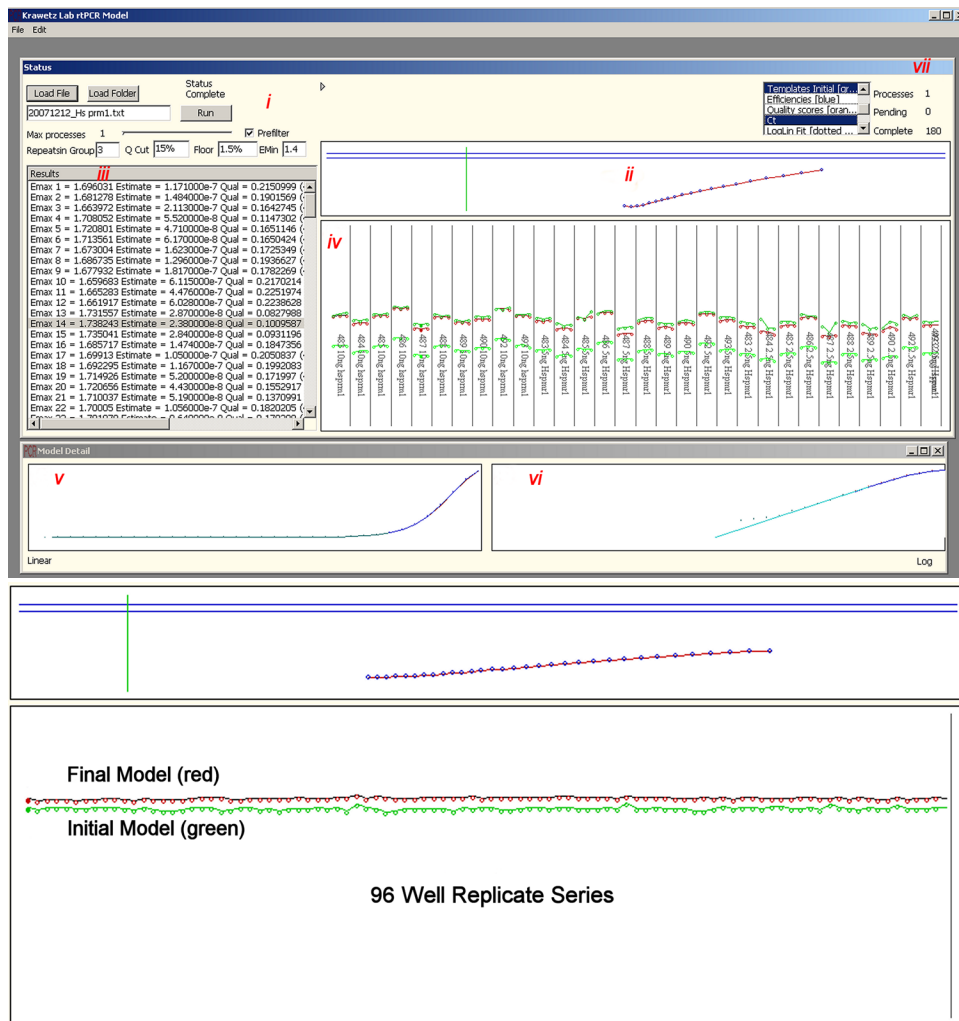 Krawetz Lab rtPCR Model
File Edit
Status
vii
Load File Load Folder
Status
Complete
i
20071212_Hs prm1.txt Run
Max processes 1 Prefilter
Repeatsin Group 3 Q Cut 15% Floor 1.5% EMin 1.4
Templates Initial [gr...
Efficiencies [blue]
Quality scores [oran...
Ct
LogLin Fit [dotted ...
Processes 1
Pending 0
Complete 180
iii
Results
Emax 1 = 1.696031 Estimate = 1.171000e-7 Qual = 0.2150999 (
Emax 2 = 1.681278 Estimate = 1.484000e-7 Qual = 0.1901569 (
Emax 3 = 1.663972 Estimate = 2.113000e-7 Qual = 0.1642745 (
Emax 4 = 1.708052 Estimate = 5.520000e-8 Qual = 0.1147302 (
Emax 5 = 1.720801 Estimate = 4.710000e-8 Qual = 0.1651146 (
Emax 6 = 1.713561 Estimate = 6.170000e-8 Qual = 0.1650424 (
Emax 7 = 1.673004 Estimate = 1.623000e-7 Qual = 0.1725349 (
Emax 8 = 1.686735 Estimate = 1.296000e-7 Qual = 0.1936627 (
Emax 9 = 1.677932 Estimate = 1.817000e-7 Qual = 0.1782269 (
Emax 10 = 1.659683 Estimate = 6.115000e-7 Qual = 0.2170214
Emax 11 = 1.665283 Estimate = 4.476000e-7 Qual = 0.2251974
Emax 12 = 1.661917 Estimate = 6.028000e-7 Qual = 0.2238628
Emax 13 = 1.731557 Estimate = 2.870000e-8 Qual = 0.0827988
Emax 14 = 1.738243 Estimate = 2.380000e-8 Qual = 0.1009587
Emax 15 = 1.735041 Estimate = 2.840000e-8 Qual = 0.0931196
Emax 16 = 1.685717 Estimate = 1.474000e-7 Qual = 0.1847356
Emax 17 = 1.69913 Estimate = 1.050000e-7 Qual = 0.2050837 (
Emax 18 = 1.692295 Estimate = 1.167000e-7 Qual = 0.1992083
Emax 19 = 1.714926 Estimate = 5.200000e-8 Qual = 0.171997 (
Emax 20 = 1.720656 Estimate = 4.430000e-8 Qual = 0.1552917
Emax 21 = 1.710037 Estimate = 5.190000e-8 Qual = 0.1370991
Emax 22 = 1.70005 Estimate = 1.056000e-7 Qual = 0.1820205 (
ii
iv
Model Detail
v
vi
Linear
Log
Final Model (red)
Initial Model (green)
96 Well Replicate Series